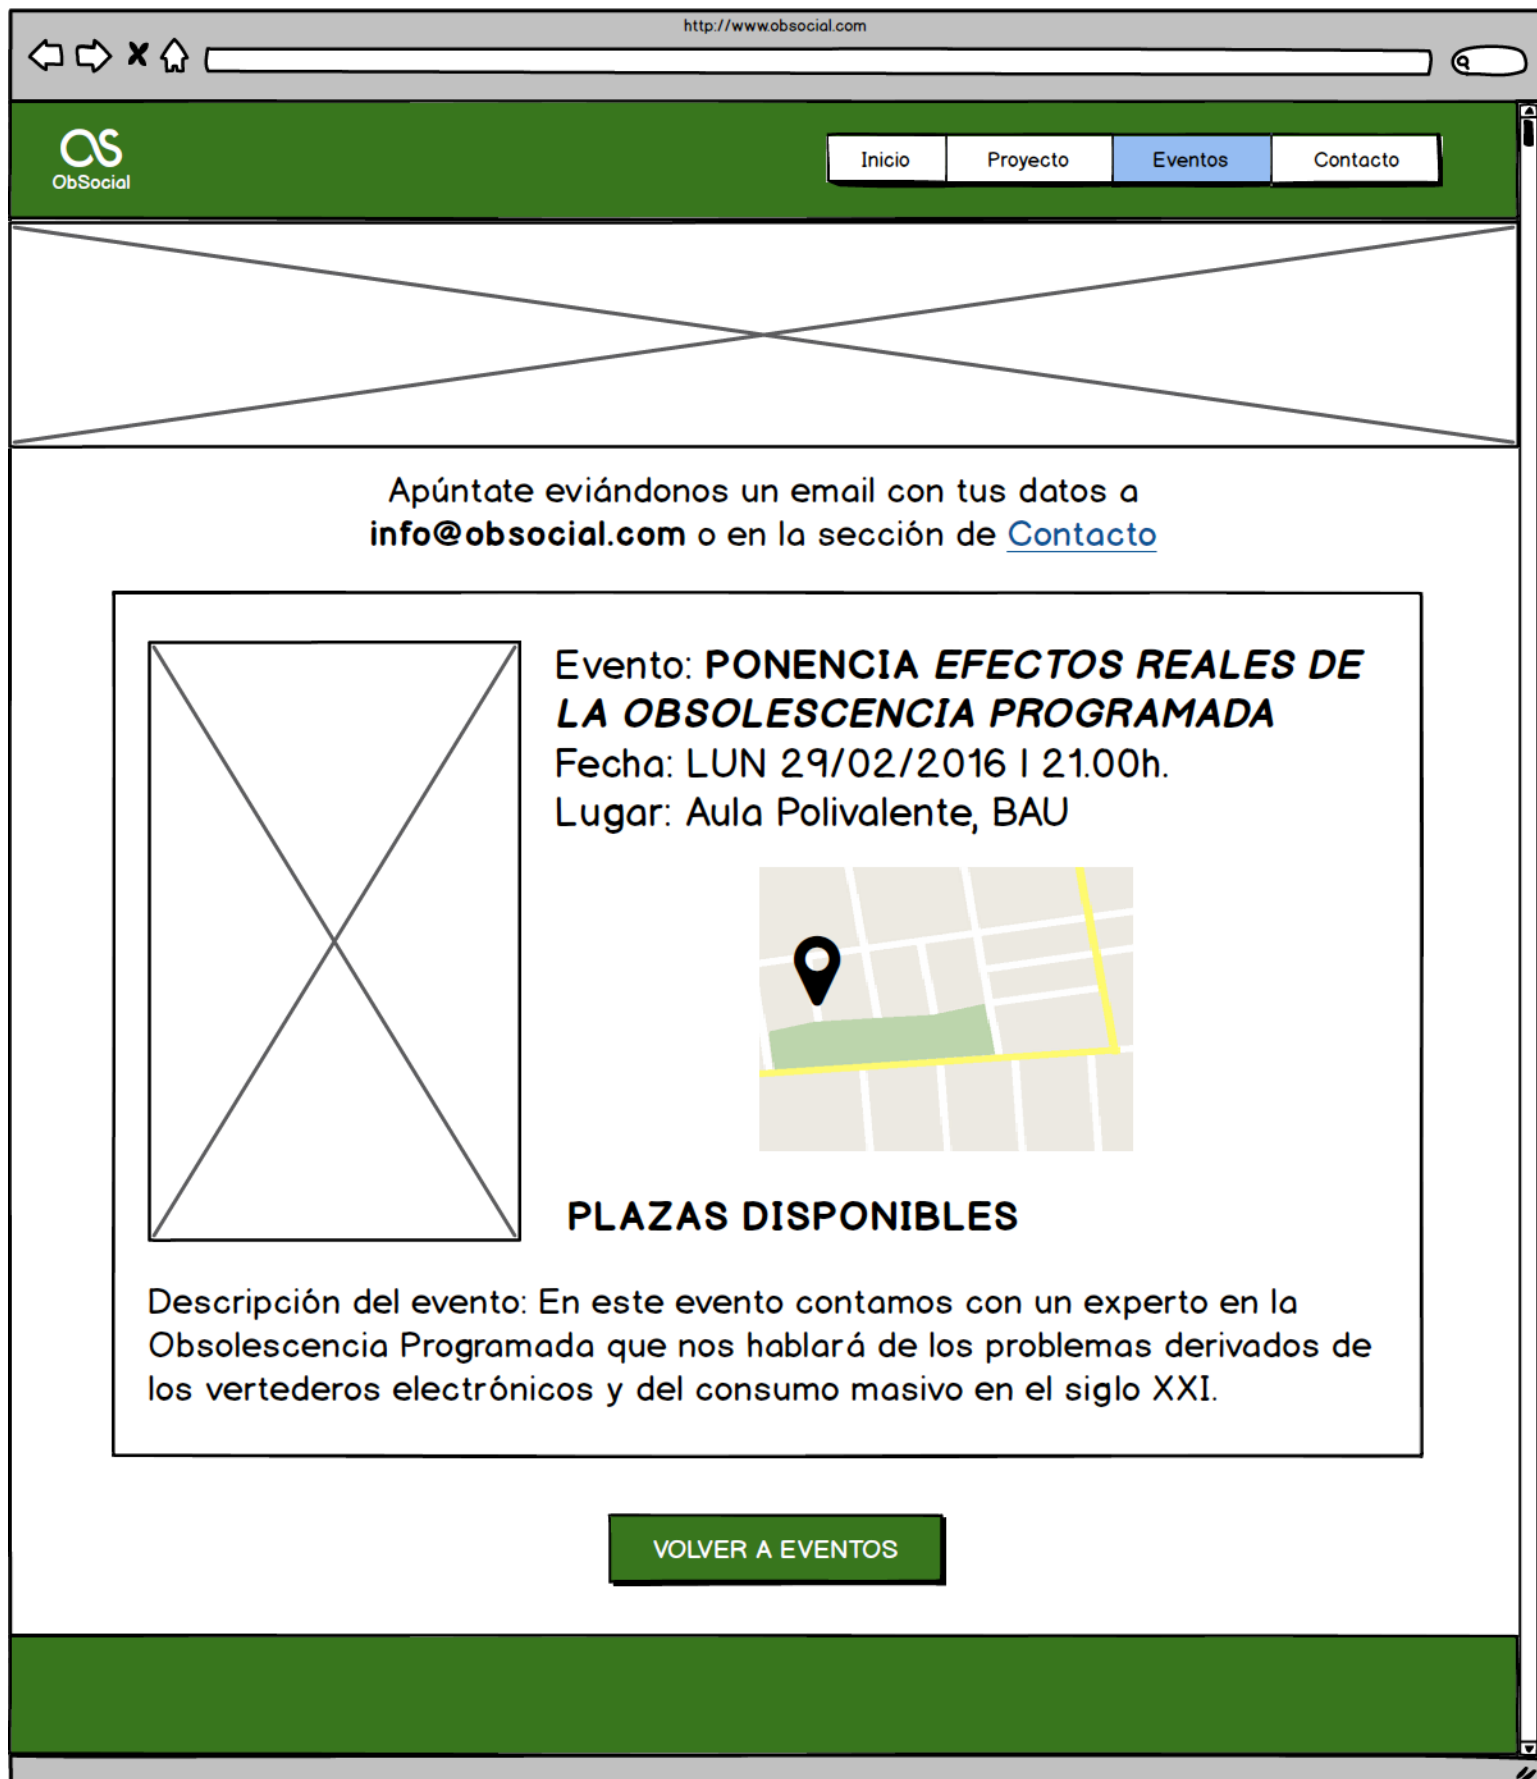 http://www.obsocial.com
ObSocial
Inicio Proyecto Eventos Contacto
Apúntate eviándonos un email con tus datos a
info@obsocial.com o en la sección de Contacto
Evento: PONENCIA EFECTOS REALES DE
LA OBSOLESCENCIA PROGRAMADA
Fecha: LUN 29/02/2016 | 21.00h.
Lugar: Aula Polivalente, BAU
PLAZAS DISPONIBLES
Descripción del evento: En este evento contamos con un experto en la
Obsolescencia Programada que nos hablará de los problemas derivados de
los vertederos electrónicos y del consumo masivo en el siglo XXI.
VOLVER A EVENTOS